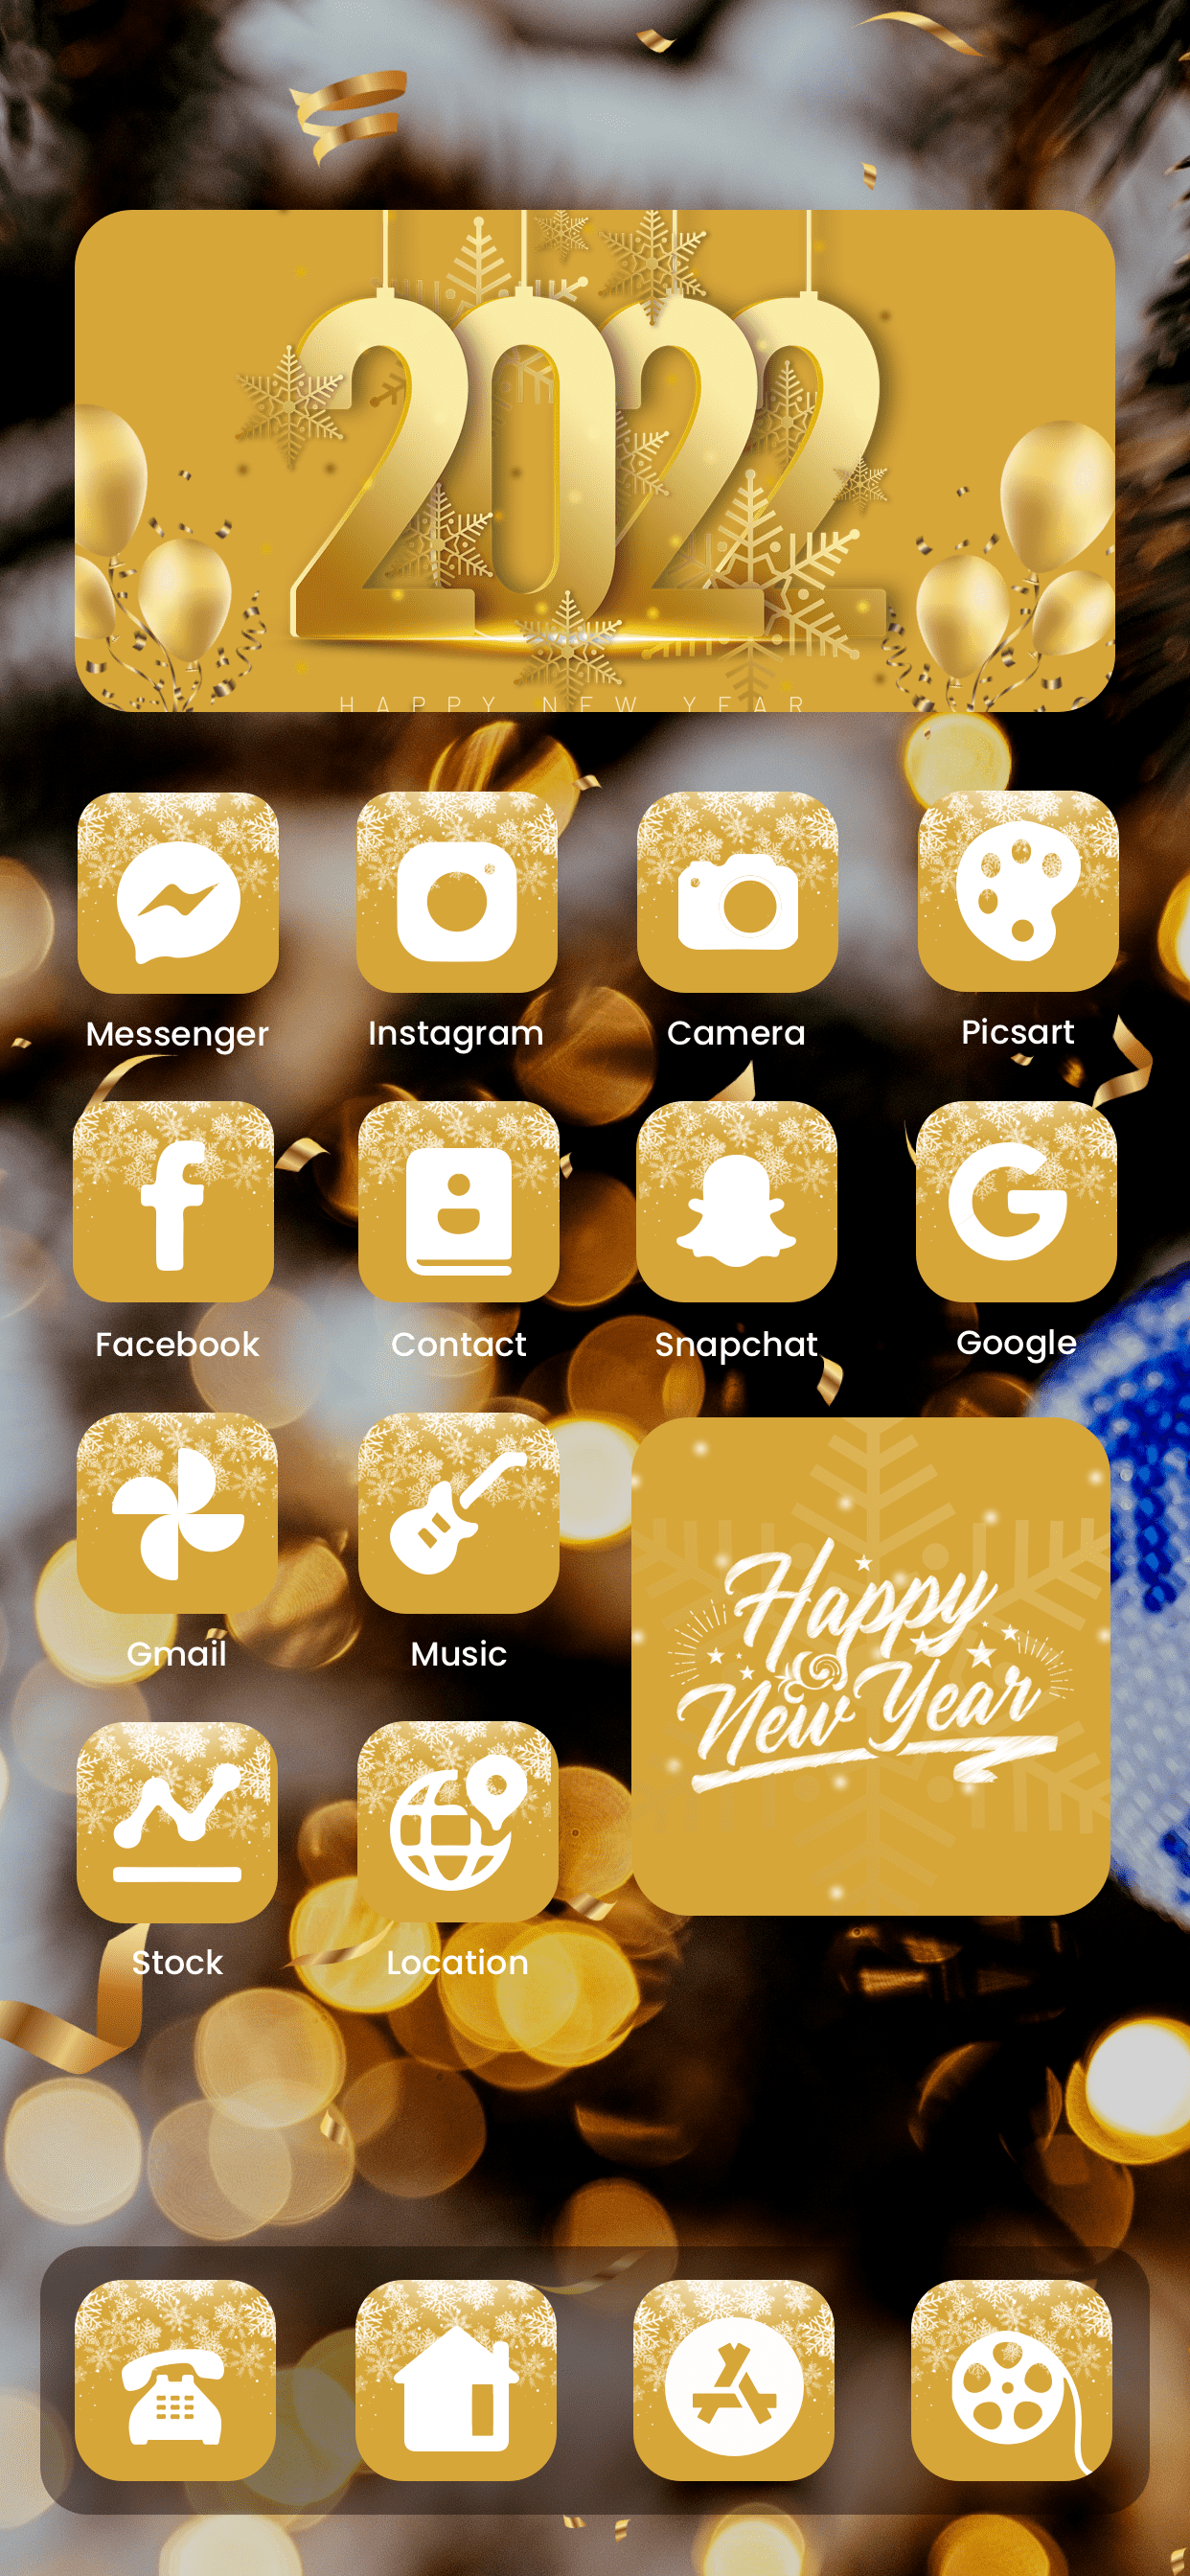 2022
HAPPY NEW YEAR
Messenger
Instagram
Camera
Picsart
Facebook
Contact
Snapchat
Google
Gmail
Music
Happy
New Year
Stock
Location